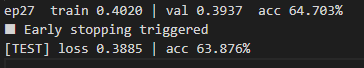 ep27 train 0.4020 | val 0.3937 acc 64.703%
■ Early stopping triggered
[TEST] loss 0.3885 | acc 63.876%